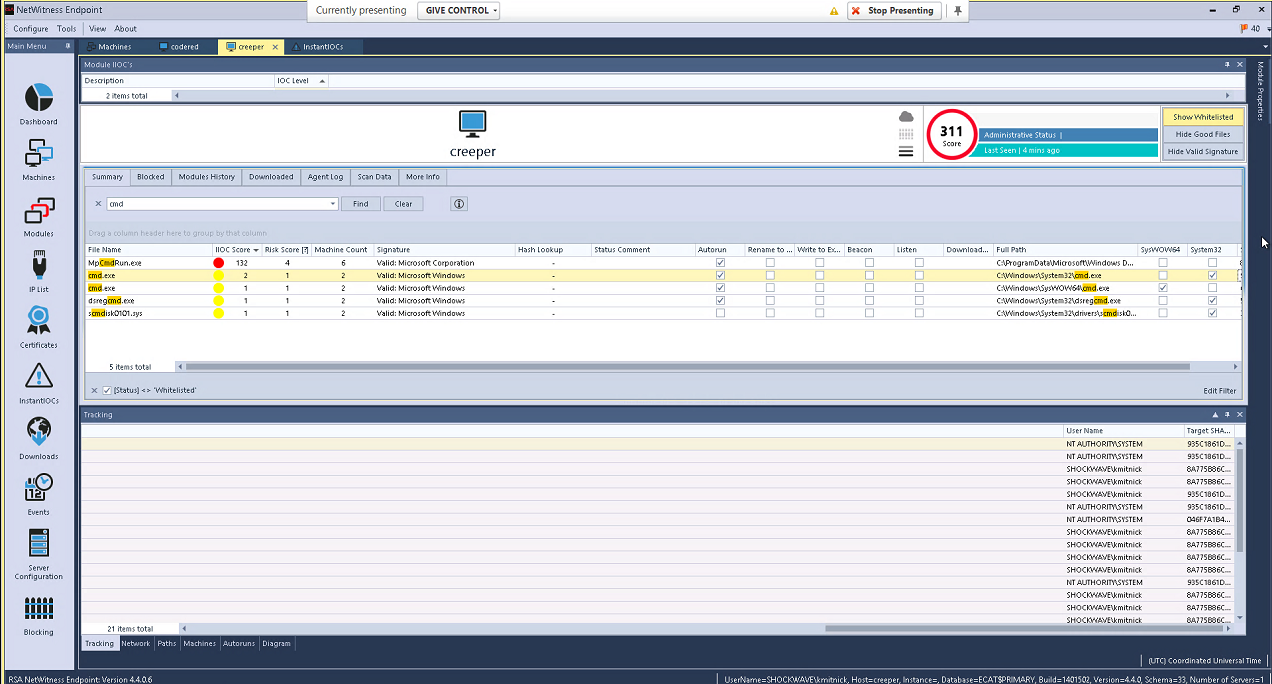 NetWitness Endpoint
Currently presenting GIVE CONTROL Stop Presenting
Configure Tools View About 40
Main Menu Machines codered creeper InstantIOCs
Module IIOC's
Description IOC Level
2 items total
Module Properties
Dashboard
Machines
Modules
IP List
Certificates
InstantIOCs
Downloads
Events
Server
Configuration
Blocking
creeper
311
Score
Administrative Status |
Last Seen | 4 mins ago
Show Whitelisted
Hide Good Files
Hide Valid Signature
Summary Blocked Modules History Downloaded Agent Log Scan Data More Info
cmd Find Clear
Drag a column header here to group by that column
File Name IIOC Score Risk Score [?] Machine Count Signature Hash Lookup Status Comment Autorun Rename to ... Write to Ex... Beacon Listen Download... Full Path SysWOW64 System32
MpCmdRun.exe 132 4 6 Valid: Microsoft Corporation - C:\ProgramData\Microsoft\Windows D...
cmd.exe 2 1 2 Valid: Microsoft Windows - C:\Windows\System32\cmd.exe
cmd.exe 1 1 2 Valid: Microsoft Windows - C:\Windows\SysWOW64\cmd.exe
dsregcmd.exe 1 1 2 Valid: Microsoft Windows - C:\Windows\System32\dsregcmd.exe
scmdisk0101.sys 1 1 2 Valid: Microsoft Windows - C:\Windows\System32\drivers\scmdisk0...
5 items total
[Status] <> 'Whitelisted' Edit Filter
Tracking
User Name Target SHA...
NT AUTHORITY\SYSTEM 935C1861D...
NT AUTHORITY\SYSTEM 935C1861D...
SHOCKWAVE\kmitnick 8A775B86C...
SHOCKWAVE\kmitnick 8A775B86C...
SHOCKWAVE\kmitnick 935C1861D...
NT AUTHORITY\SYSTEM 935C1861D...
NT AUTHORITY\SYSTEM 046F7A1B4...
SHOCKWAVE\kmitnick 8A775B86C...
SHOCKWAVE\kmitnick 8A775B86C...
SHOCKWAVE\kmitnick 8A775B86C...
SHOCKWAVE\kmitnick 8A775B86C...
NT AUTHORITY\SYSTEM 935C1861D...
SHOCKWAVE\kmitnick 8A775B86C...
SHOCKWAVE\kmitnick 8A775B86C...
SHOCKWAVE\kmitnick 8A775B86C...
21 items total
Tracking Network Paths Machines Autoruns Diagram
(UTC) Coordinated Universal Time
RSA NetWitness Endpoint: Version 4.4.0.6 UserName=SHOCKWAVE\kmitnick, Host=creeper, Instance=, Database=ECAT$PRIMARY, Build=1401502, Version=4.4.0, Schema=33, Number of Servers=1